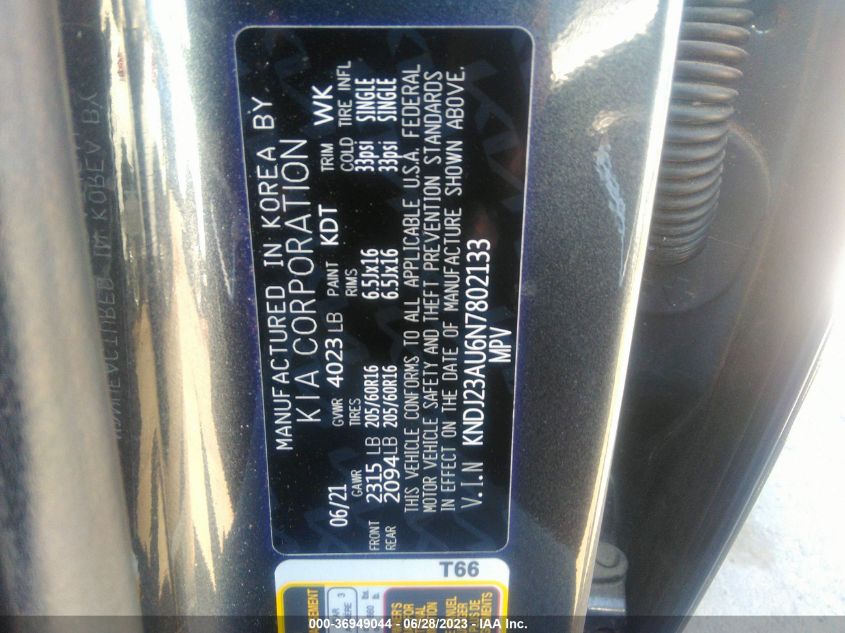 MANUFACTURED IN KOREA BY
KIA CORPORATION
06/21 GVWR 4023 LB PAINT KDT TRIM WK
GAWR TIRES RIMS COLD TIRE INFL
FRONT 2315 LB 205/60R16 6.5Jx16 33psi SINGLE
REAR 2094 LB 205/60R16 6.5Jx16 33psi SINGLE
THIS VEHICLE CONFORMS TO ALL APPLICABLE U.S.A. FEDERAL
MOTOR VEHICLE SAFETY AND THEFT PREVENTION STANDARDS
IN EFFECT ON THE DATE OF MANUFACTURE SHOWN ABOVE.
V.I.N KNDJ23AU6N7802133
MPV
T66
000-36949044 - 06/28/2023 - IAA Inc.